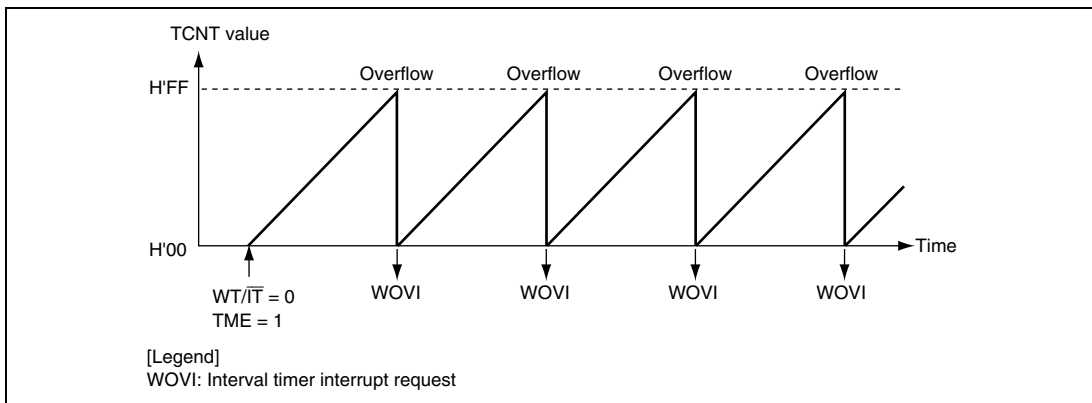 TCNT value
Overflow Overflow Overflow Overflow
H'FF
H'00
Time
WOVI WOVI WOVI WOVI
WT/I̅T̅ = 0
TME = 1
[Legend]
WOVI: Interval timer interrupt request